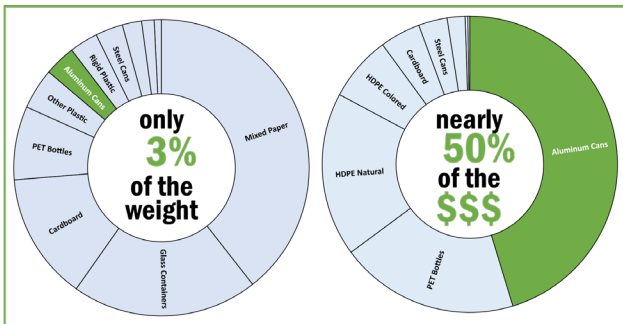 only
3%
of the
weight
Mixed Paper
Glass Containers
Cardboard
PET Bottles
Other Plastic
Aluminum Cans
Rigid Plastic
Steel Cans
nearly
50%
of the
$$$
Aluminum Cans
PET Bottles
HDPE Natural
HDPE Colored
Cardboard
Steel Cans